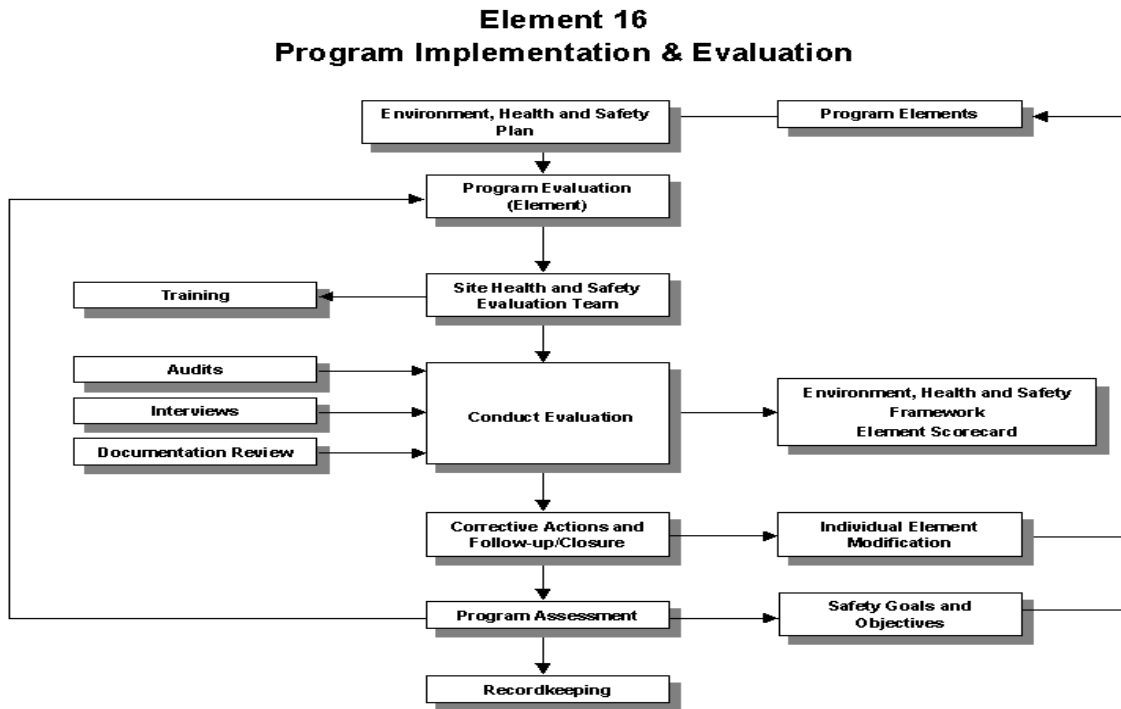 Element 16
Program Implementation & Evaluation
Environment, Health and Safety
Plan
Program Elements
Program Evaluation
(Element)
Training
Site Health and Safety
Evaluation Team
Audits
Interviews
Documentation Review
Conduct Evaluation
Environment, Health and Safety
Framework
Element Scorecard
Corrective Actions and
Follow-up/Closure
Individual Element
Modification
Program Assessment
Safety Goals and
Objectives
Recordkeeping